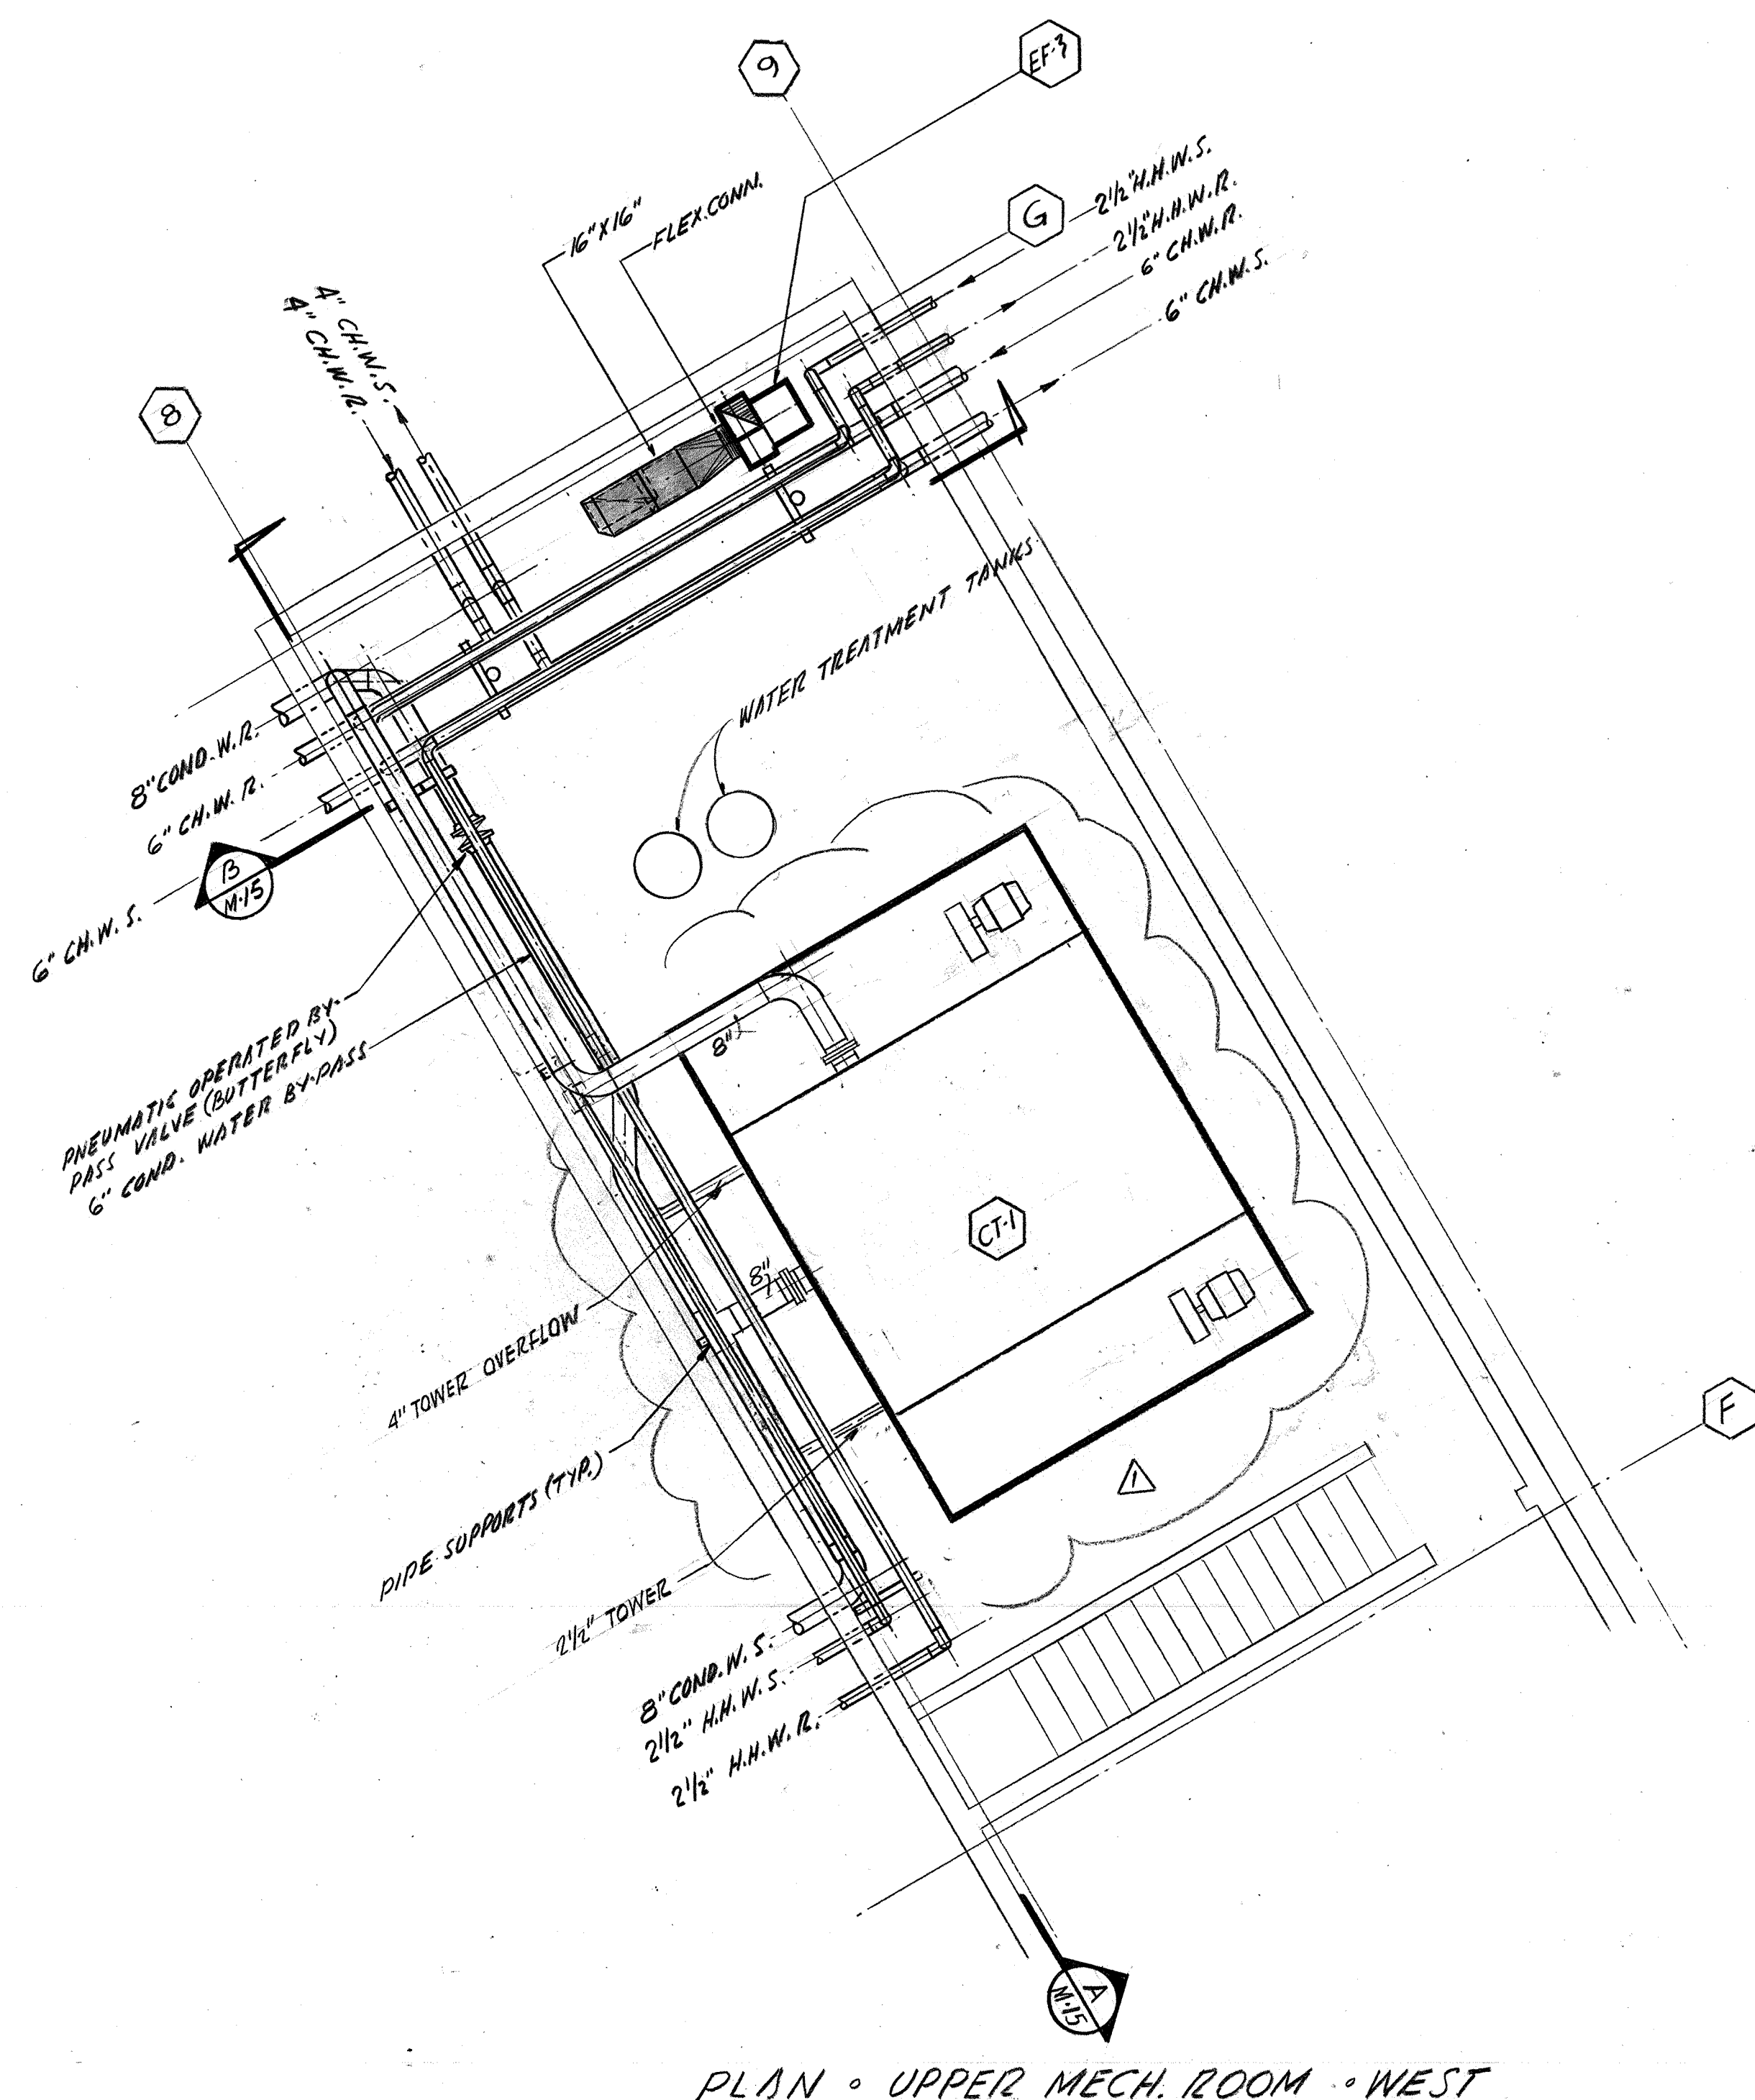 9
EF-3
16"X16"
FLEX.CONN.
G
2½"H.H.W.S.
2½"H.H.W.R.
6" CH.W.R.
6" CH.W.S.
4" CH.W.S.
4" CH.W.R.
8
WATER TREATMENT TANKS
8"COND.W.R.
6" CH.W.R.
6" CH.W.S.
B
M-15
PNEUMATIC OPERATED BY-
PASS VALVE (BUTTERFLY)
6" COND. WATER BY-PASS
8"
CT-1
8"
4" TOWER OVERFLOW
PIPE SUPPORTS (TYP.)
2½" TOWER
1
F
8"COND.W.S.
2½" H.H.W.S.
2½" H.H.W.R.
A
M-15
PLAN • UPPER MECH. ROOM • WEST